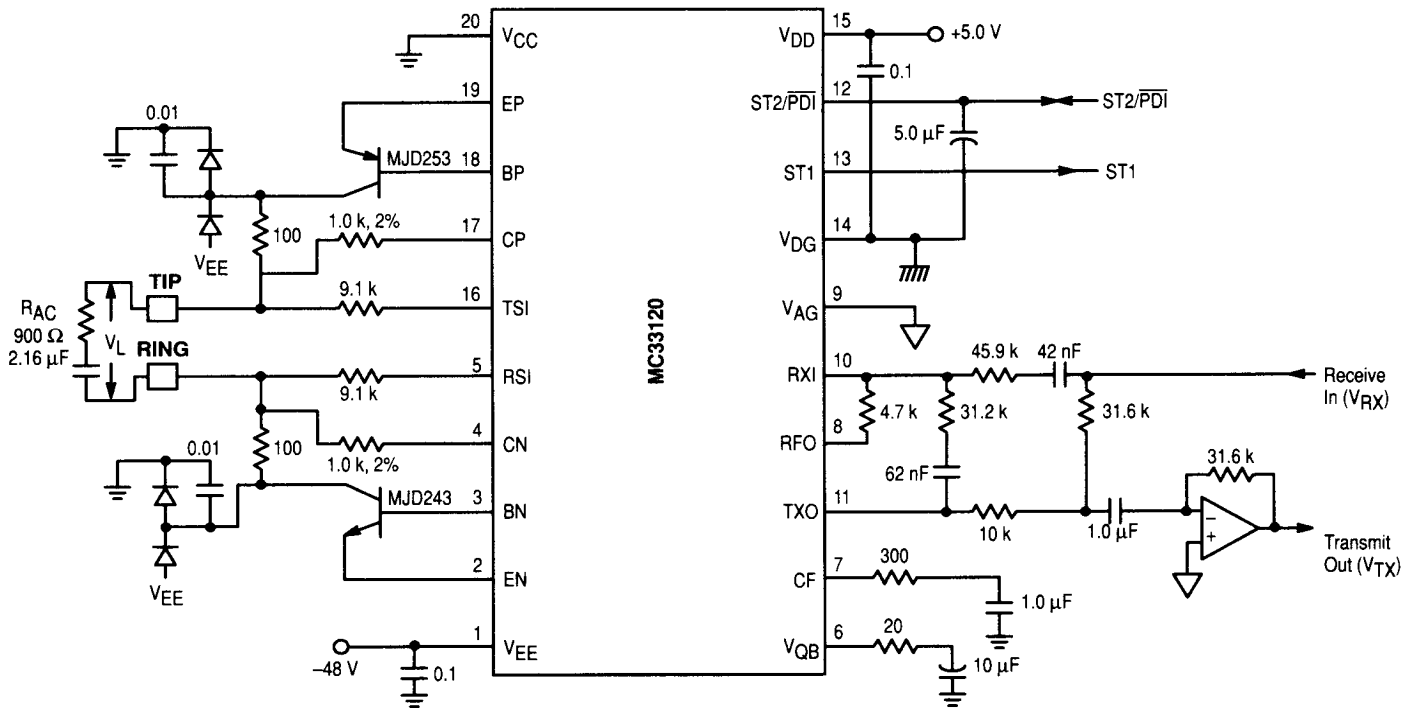 20
VCC
19
EP
0.01
MJD253
18
BP
100
1.0 k, 2%
17
CP
VEE
TIP
9.1 k
16
TSI
RAC
900 Ω
2.16 µF
VL
RING
5
RSI
9.1 k
100
4
CN
1.0 k, 2%
0.01
MJD243
3
BN
VEE
2
EN
–48 V
1
VEE
0.1
MC33120
15
VDD
+5.0 V
0.1
12
ST2/PDI
ST2/PDI
5.0 µF
13
ST1
ST1
14
VDG
9
VAG
10
RXI
45.9 k
42 nF
Receive
In (VRX)
4.7 k
31.2 k
31.6 k
8
RFO
62 nF
31.6 k
11
TXO
10 k
1.0 µF
–
+
Transmit
Out (VTX)
7
CF
300
1.0 µF
6
VQB
20
10 µF